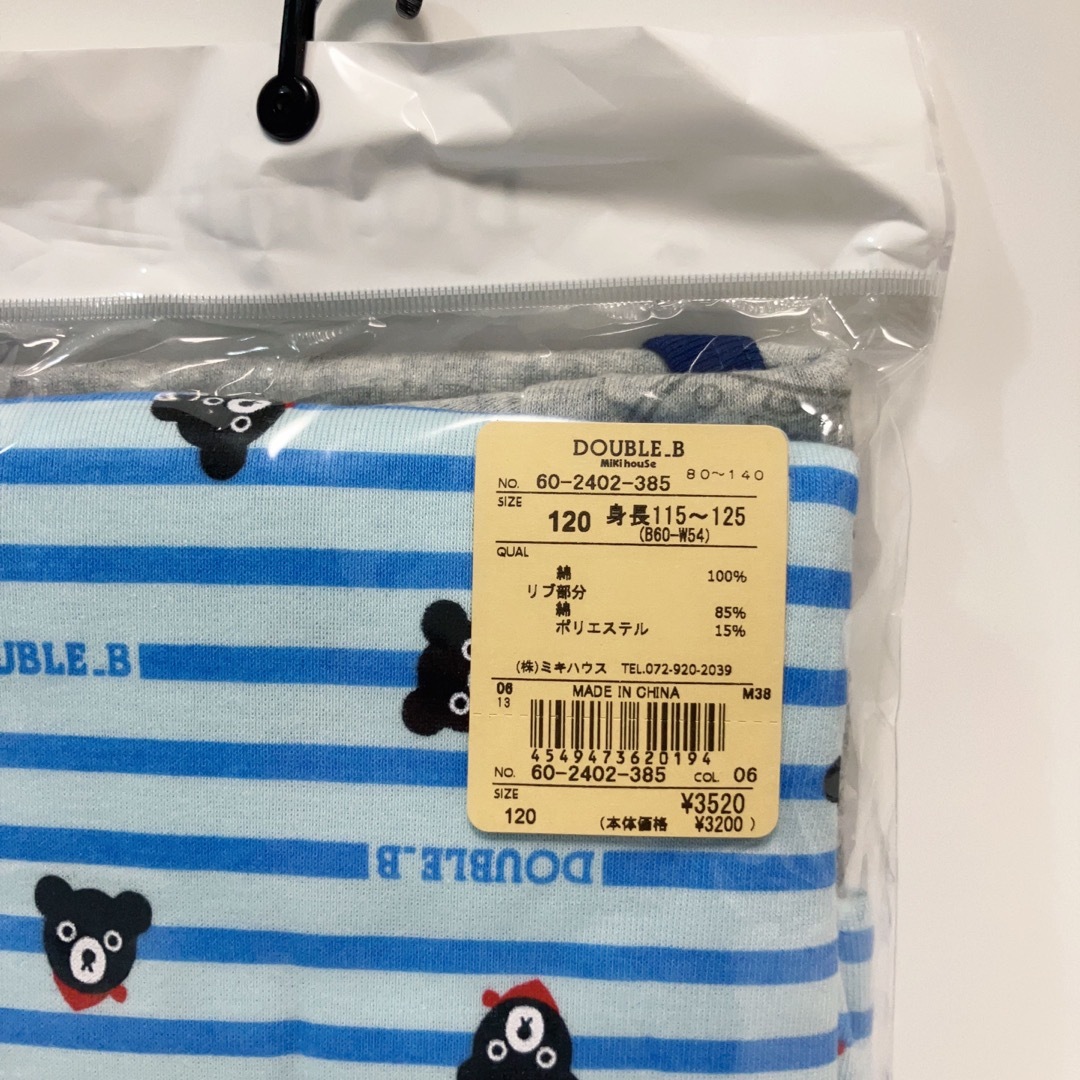 DOUBLE_B
MiKi houSe
NO. 60-2402-385 80~140
SIZE
120 身長115~125
(B60-W54)
QUAL
綿 100%
リブ部分
綿 85%
ポリエステル 15%
(株)ミキハウス TEL.072-920-2039
06 MADE IN CHINA M38
13
4549473620194
NO. 60-2402-385 COL. 06
SIZE
120
¥3520
(本体価格 ¥3200)
UBLE_B
DOUBLE_B